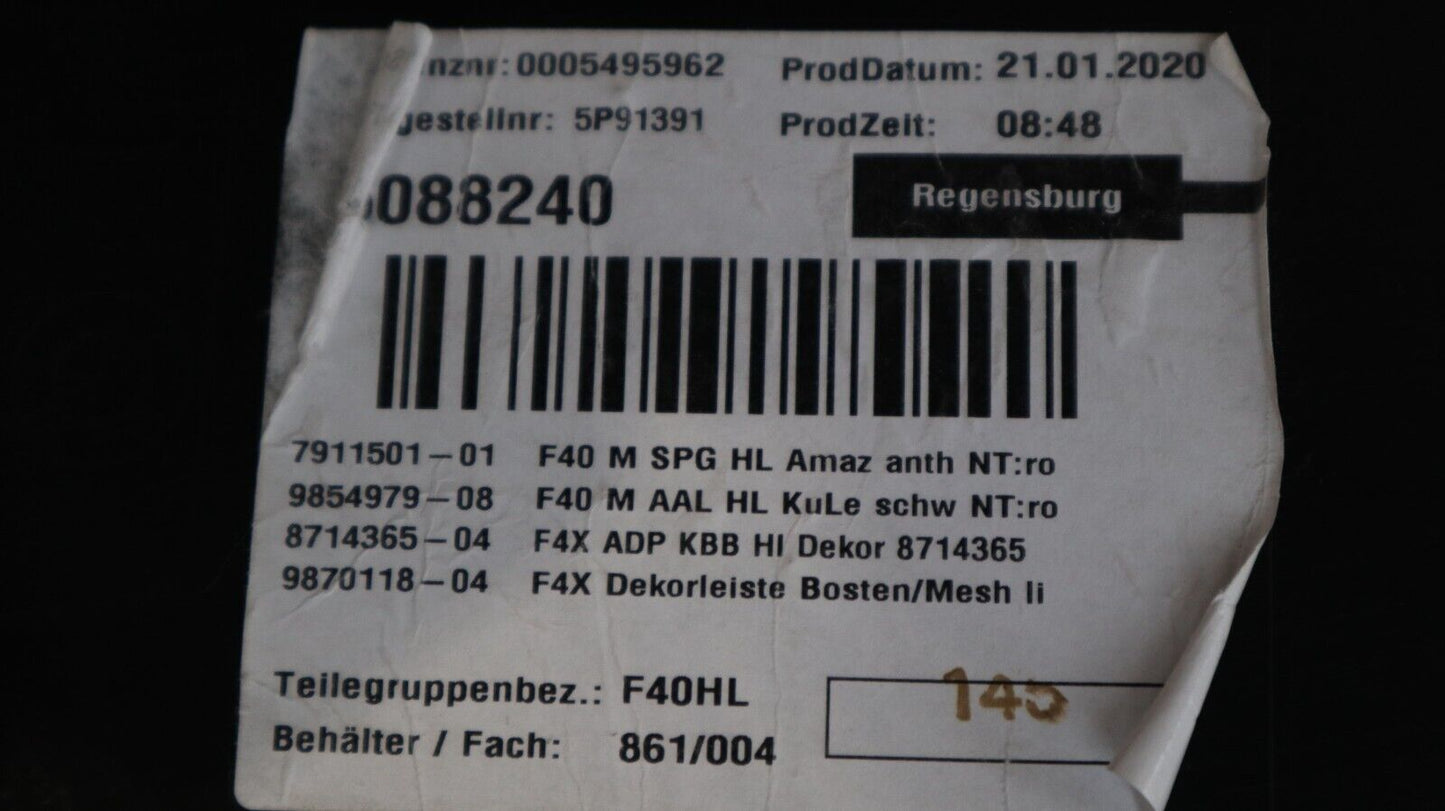 nznr: 0005495962 ProdDatum: 21.01.2020
gestellnr: 5P91391 ProdZeit: 08:48
088240 Regensburg
7911501-01 F40 M SPG HL Amaz anth NT:ro
9854979-08 F40 M AAL HL KuLe schw NT:ro
8714365-04 F4X ADP KBB HI Dekor 8714365
9870118-04 F4X Dekorleiste Bosten/Mesh li
Teilegruppenbez.: F40HL 145
Behälter / Fach: 861/004